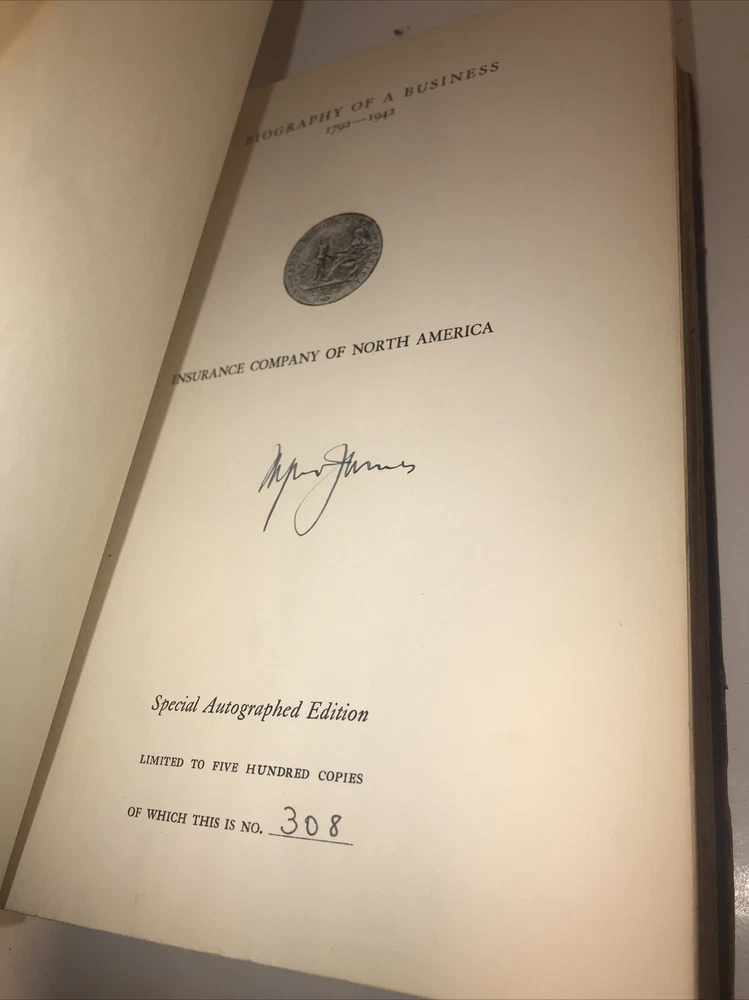 BIOGRAPHY OF A BUSINESS
1792—1942
INSURANCE COMPANY OF NORTH AMERICA
James
Special Autographed Edition
LIMITED TO FIVE HUNDRED COPIES
OF WHICH THIS IS NO. 308